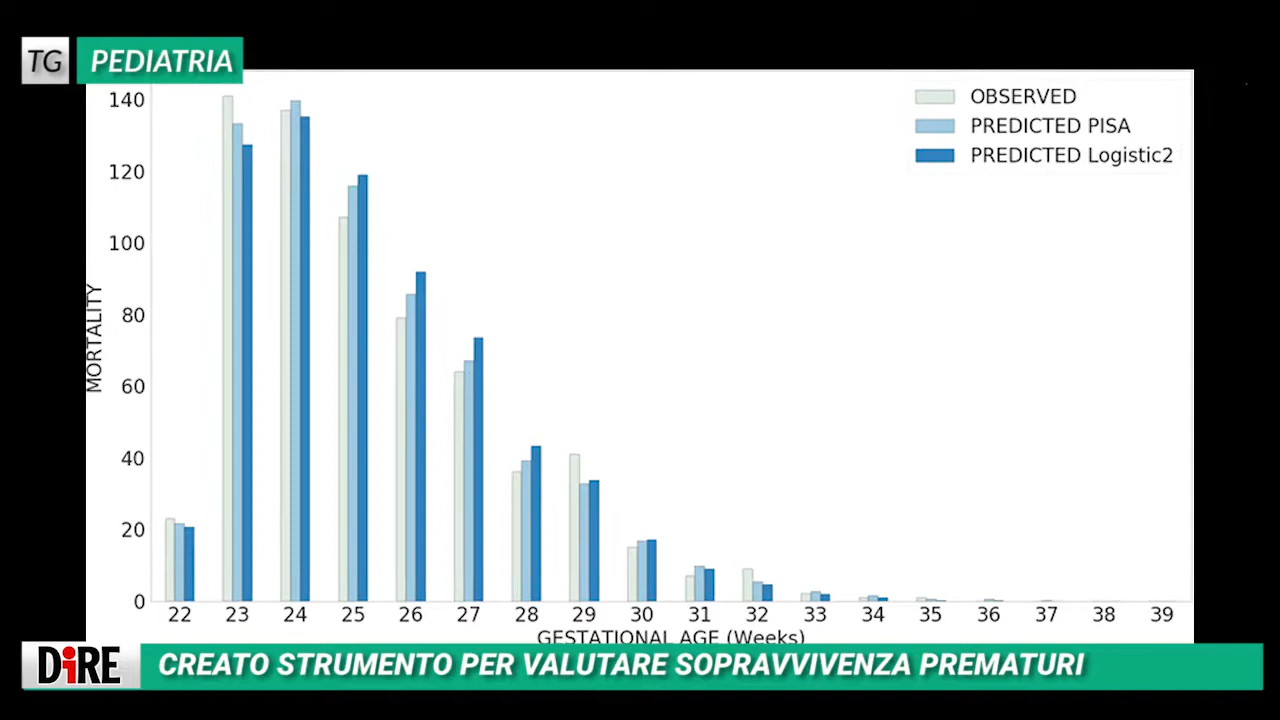 TG PEDIATRIA
140
120
100
80
60
40
20
0
MORTALITY
OBSERVED
PREDICTED PISA
PREDICTED Logistic2
22 23 24 25 26 27 28 29 30 31 32 33 34 35 36 37 38 39
GESTATIONAL AGE (Weeks)
DiRE CREATO STRUMENTO PER VALUTARE SOPRAVVIVENZA PREMATURI